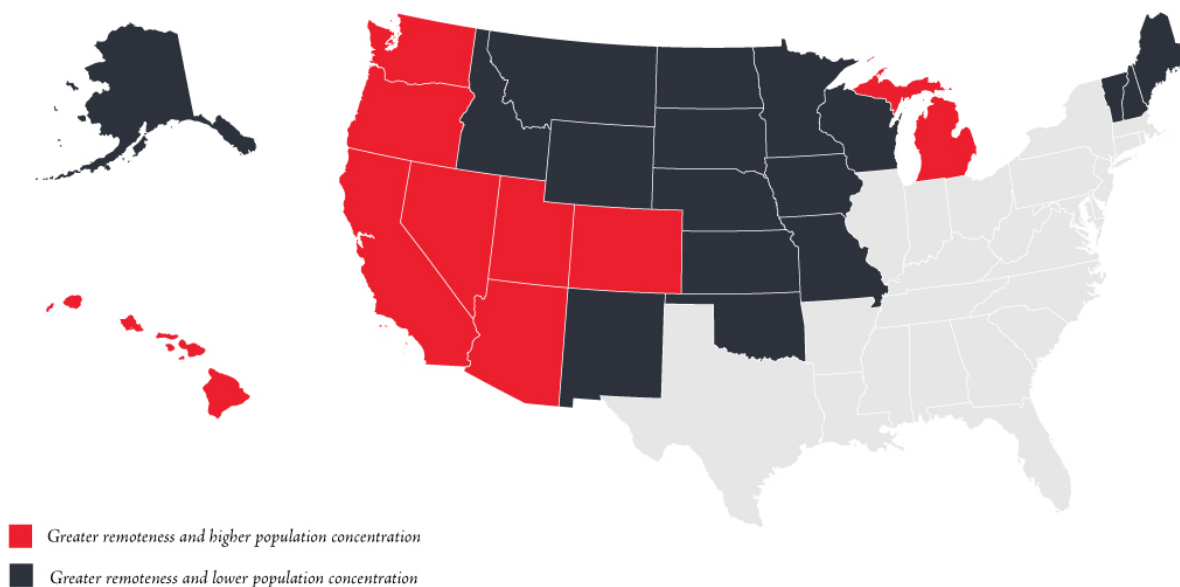 Greater remoteness and higher population concentration
Greater remoteness and lower population concentration